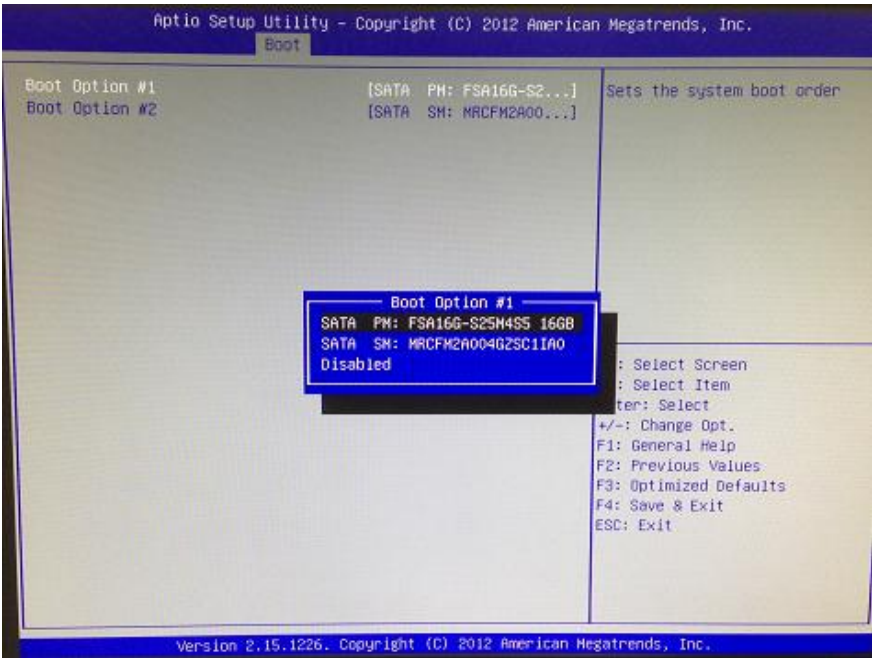 Aptio Setup Utility – Copyright (C) 2012 American Megatrends, Inc.
Boot
Boot Option #1 [SATA PM: FSA16G-S2...]
Boot Option #2 [SATA SM: MRCFM2A00...]
Sets the system boot order
Boot Option #1
SATA PM: FSA16G-S25M4S5 16GB
SATA SM: MRCFM2A004GZSC1IA0
Disabled
: Select Screen
: Select Item
ter: Select
+/-: Change Opt.
F1: General Help
F2: Previous Values
F3: Optimized Defaults
F4: Save & Exit
ESC: Exit
Version 2.15.1226. Copyright (C) 2012 American Megatrends, Inc.